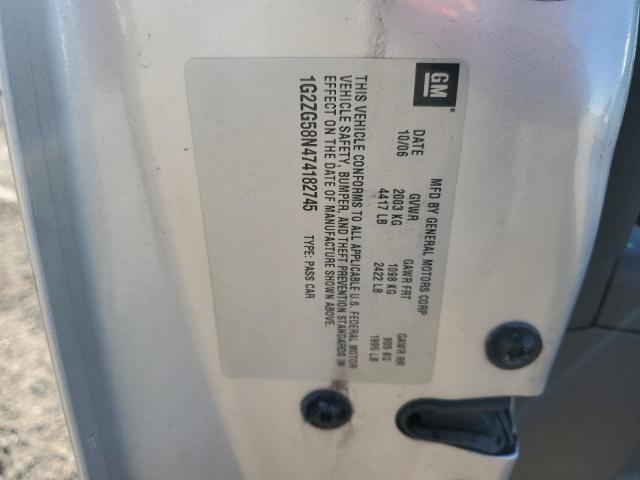 GM
MFD BY GENERAL MOTORS CORP
DATE GVWR GAWR FRT GAWR RR
10/06 2003 KG 1098 KG 905 KG
4417 LB 2422 LB 1995 LB
THIS VEHICLE CONFORMS TO ALL APPLICABLE U.S. FEDERAL MOTOR
VEHICLE SAFETY, BUMPER, AND THEFT PREVENTION STANDARDS IN
EFFECT ON THE DATE OF MANUFACTURE SHOWN ABOVE.
1G2ZG58N474182745 TYPE: PASS CAR